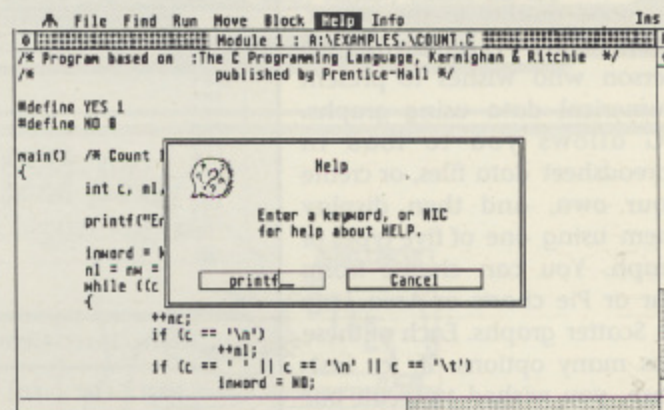 File Find Run Move Block Help Info Ins
Module 1 : A:\EXAMPLES.\COUNT.C
/* Program based on :The C Programming Language, Kernighan & Ritchie */
/* published by Prentice-Hall */
#define YES 1
#define NO 0
main() /* Count
{
int c, nl,
printf("En
inword =
nl = nw =
while ((c
{
Help
Enter a keyword, or NIC
for help about HELP.
printf_
Cancel
++nc;
if (c == '\n')
++nl;
if (c == ' ' || c == '\n' || c == '\t')
inword = NO;